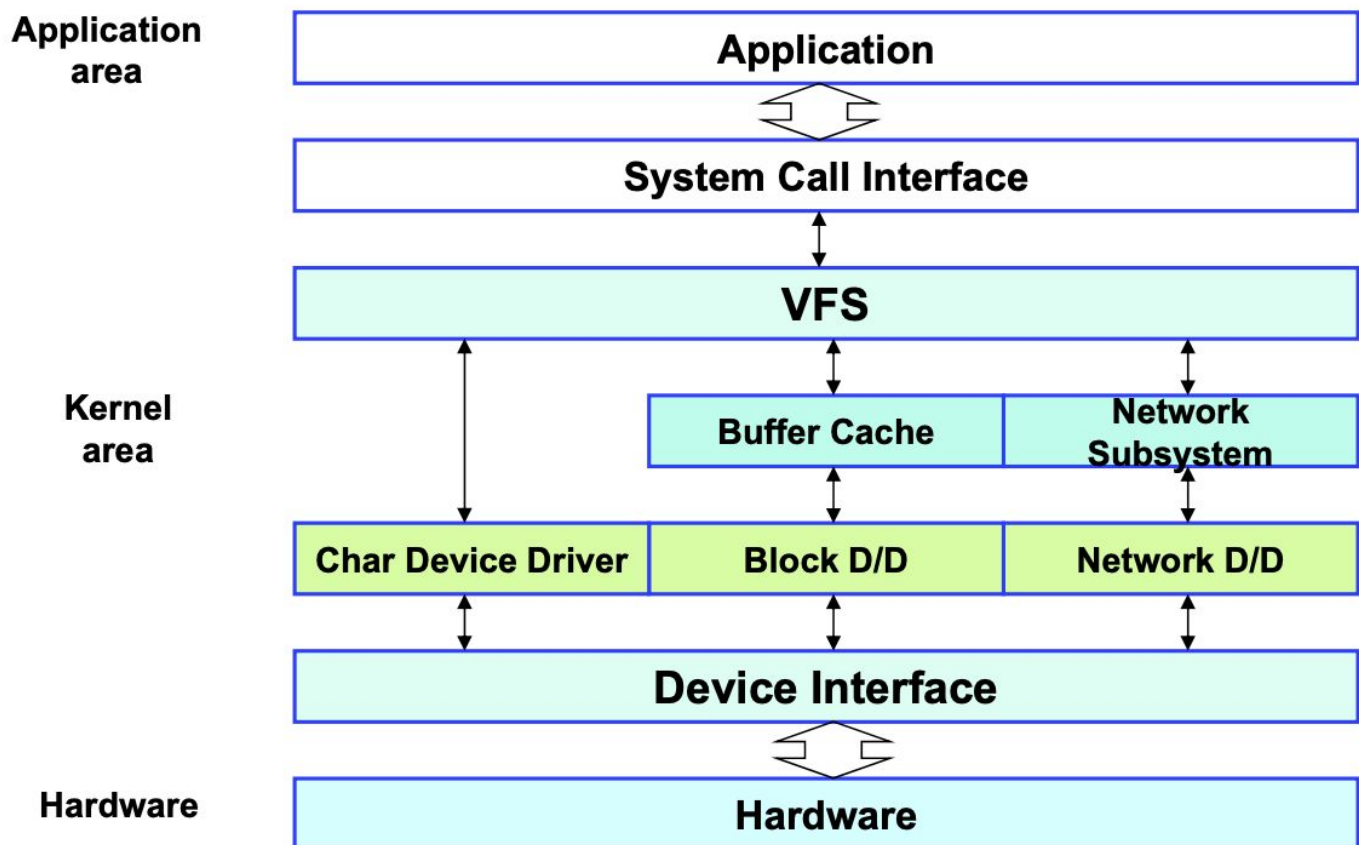 Application
area
Application
System Call Interface
VFS
Kernel
area
Buffer Cache
Network
Subsystem
Char Device Driver
Block D/D
Network D/D
Device Interface
Hardware
Hardware